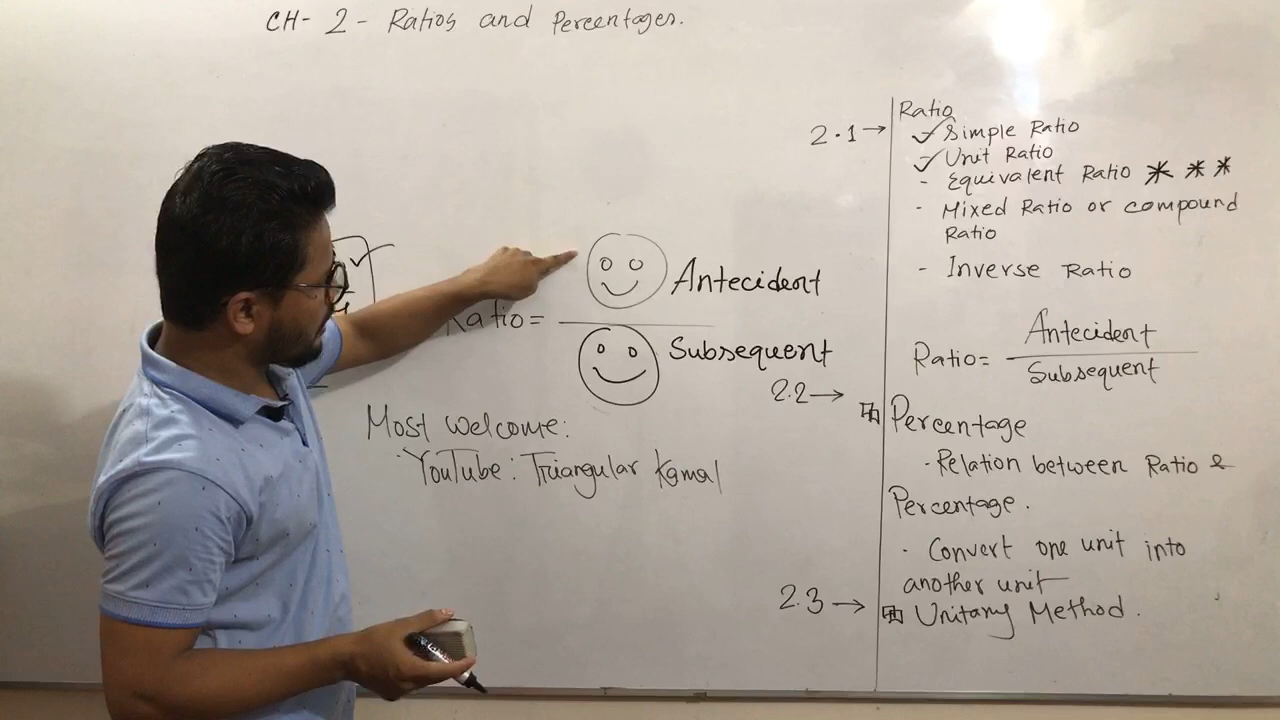 CH- 2 - Ratios and Percentages.
Ratio=
Antecident
Subsequent
Most welcome:
YouTube: Triangular Kamal
2.1→
Ratio
✓ Simple Ratio
✓ Unit Ratio
- Equivalent Ratio * * *
- Mixed Ratio or compound
Ratio
- Inverse Ratio
Ratio= Antecident
Subsequent
2.2→
Percentage
· Relation between Ratio &
Percentage.
· Convert one unit into
another unit
2.3→ Unitary Method.